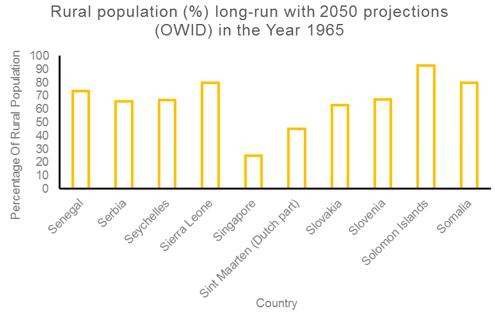 Rural population (%) long-run with 2050 projections
(OWID) in the Year 1965
Percentage Of Rural Population
100
90
80
70
60
50
40
30
20
10
0
Senegal
Serbia
Seychelles
Sierra Leone
Singapore
Sint Maarten (Dutch part)
Slovakia
Slovenia
Solomon Islands
Somalia
Country